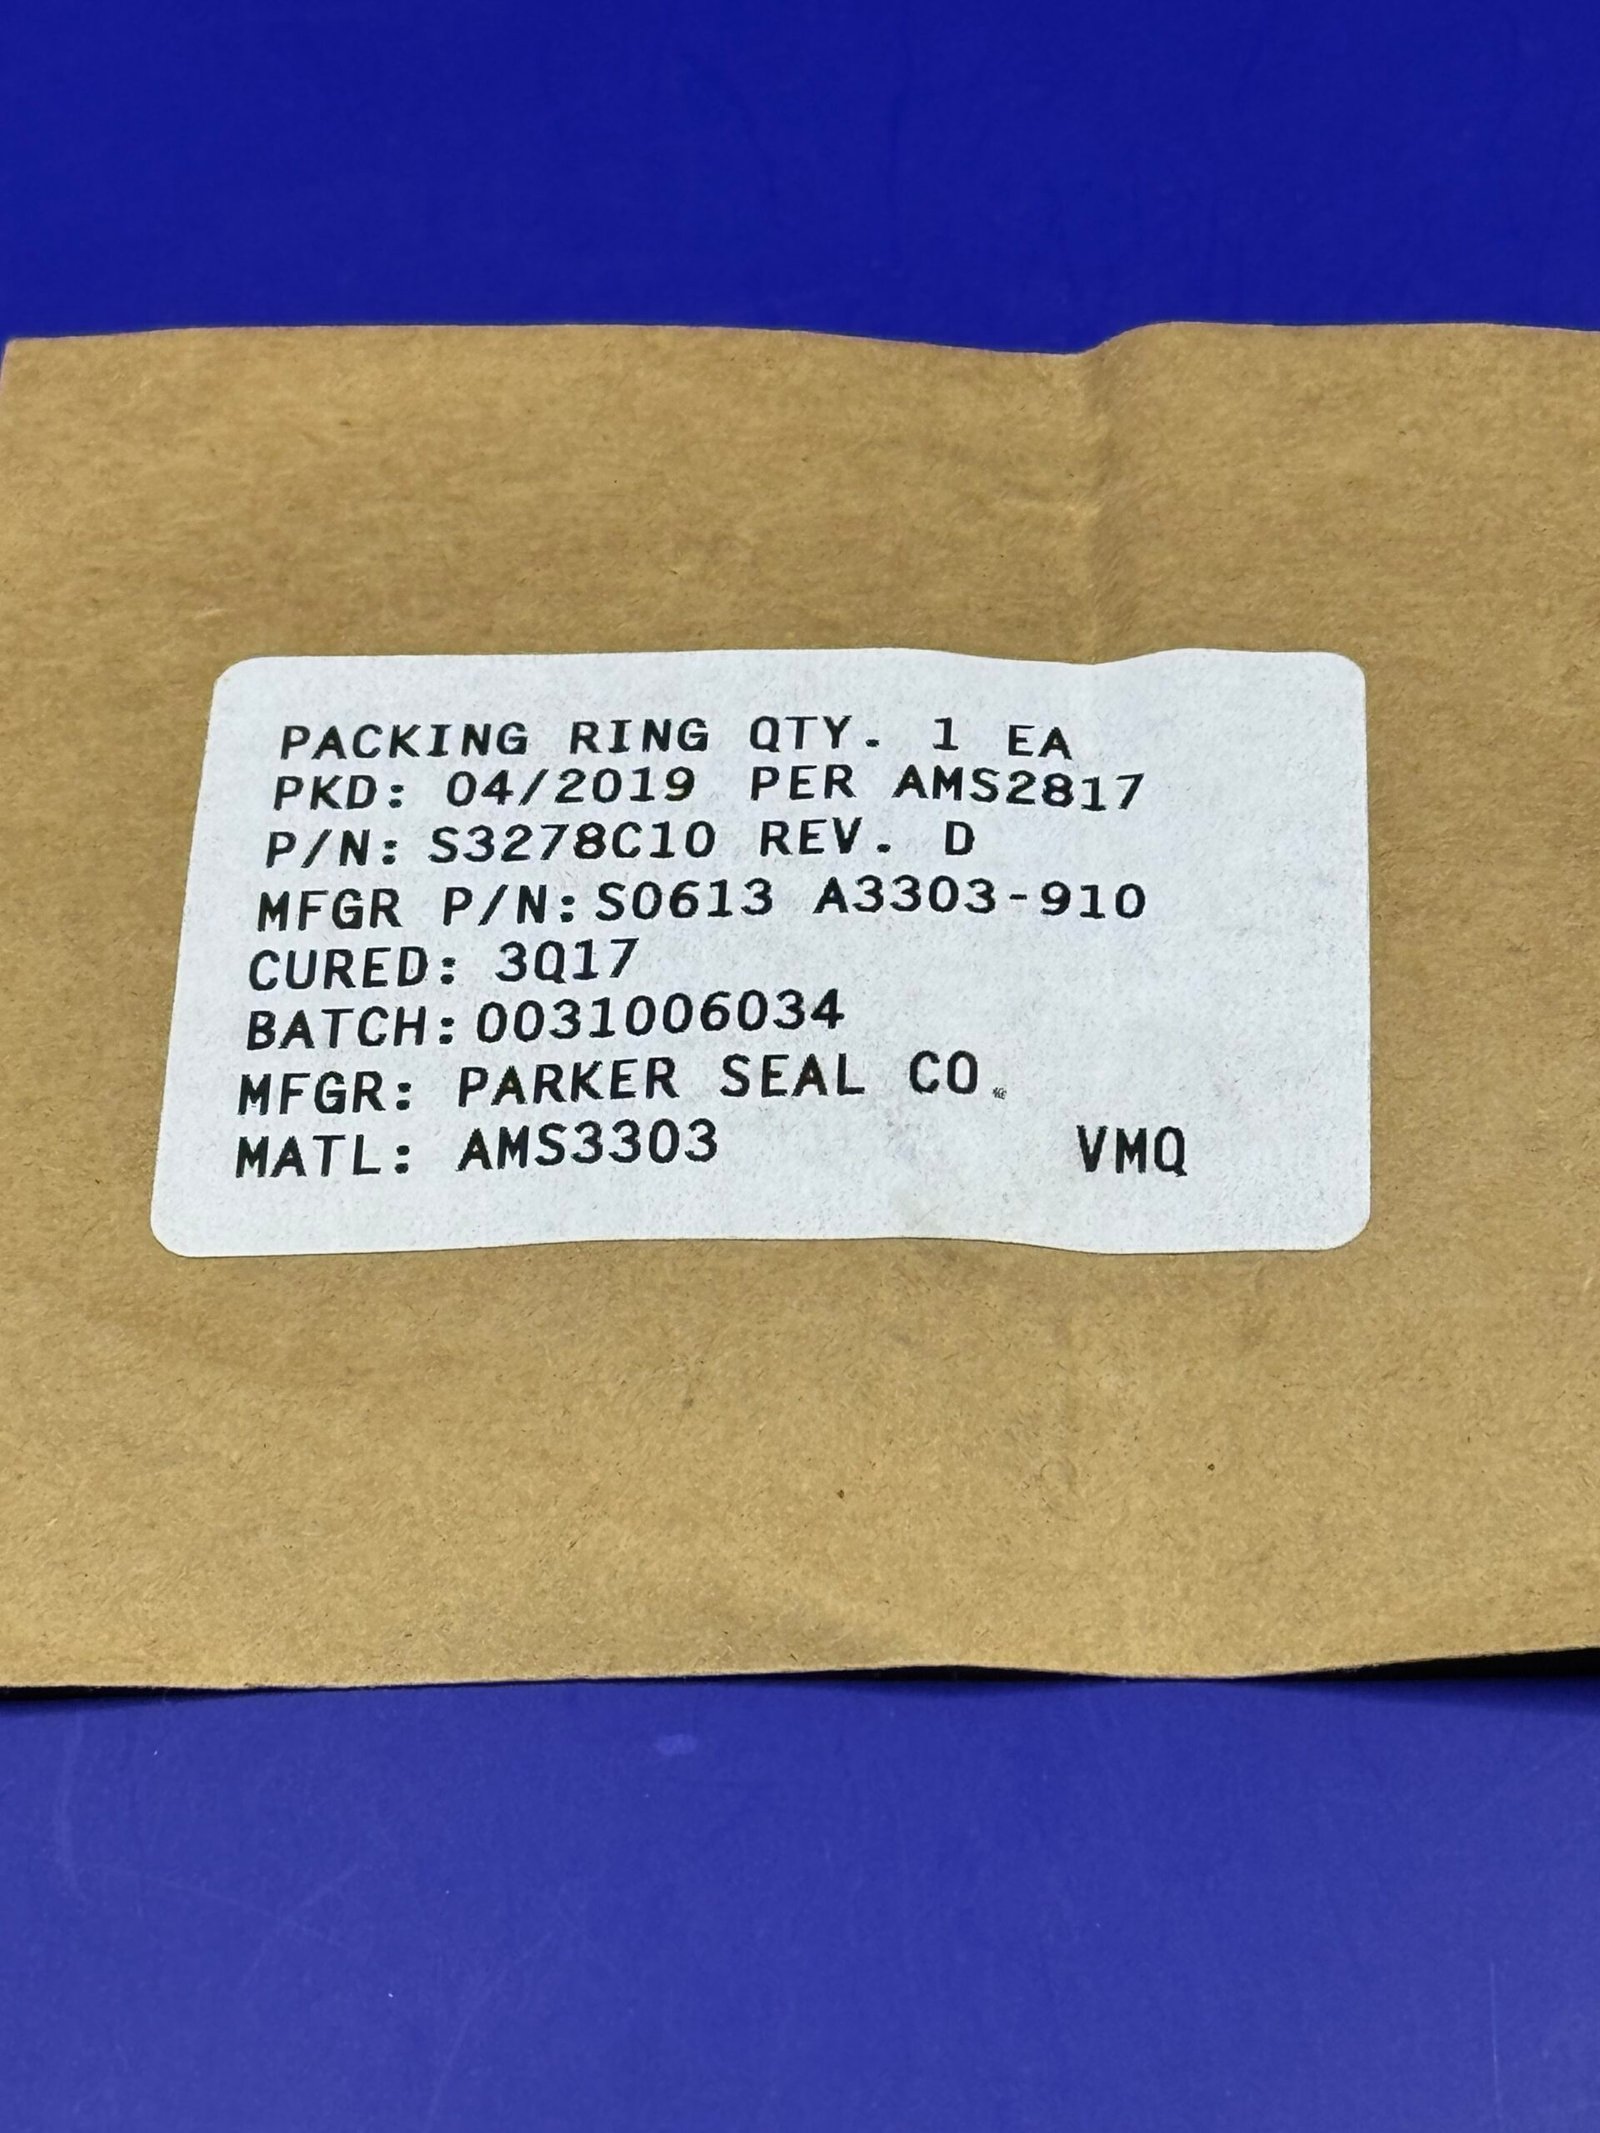 PACKING RING QTY. 1 EA
PKD: 04/2019 PER AMS2817
P/N: S3278C10 REV. D
MFGR P/N: S0613 A3303-910
CURED: 3Q17
BATCH: 0031006034
MFGR: PARKER SEAL CO.
MATL: AMS3303 VMQ